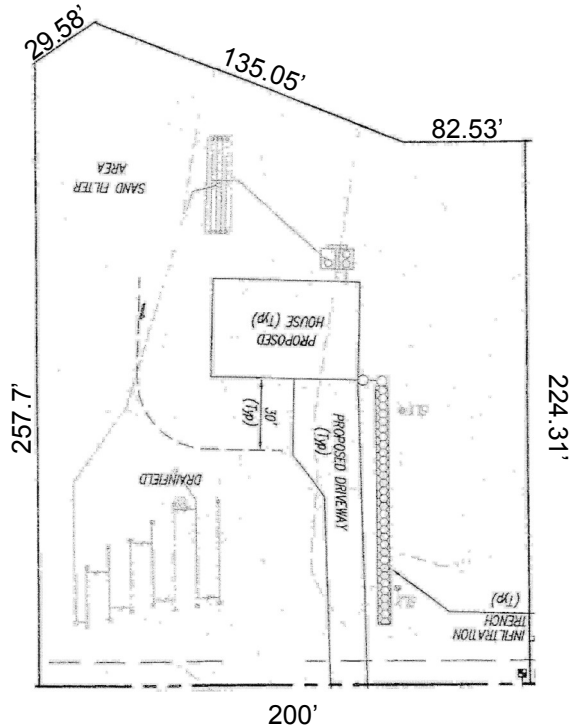 29.58'
135.05'
82.53'
SAND FILTER
AREA
PROPOSED
HOUSE (Typ)
257.7'
224.31'
30'
(Typ)
PROPOSED DRIVEWAY
(Typ)
DRAINFIELD
INFILTRATION
TRENCH
(Typ)
200'